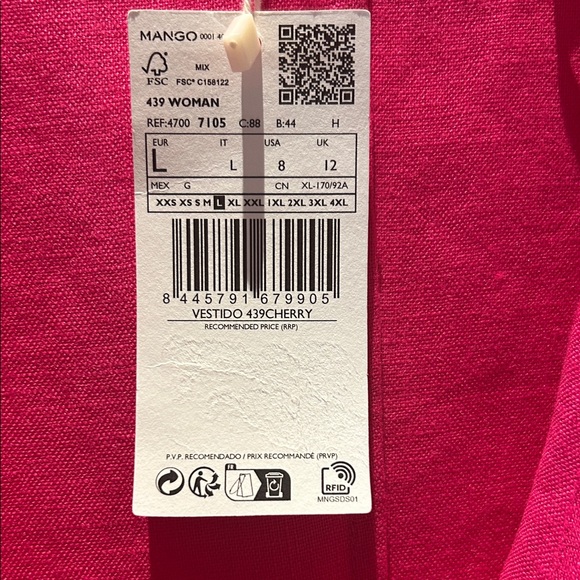 MANGO 0001
MIX
FSC FSC® C158122
439 WOMAN
REF:4700 7105 C:88 B:44 H
EUR IT USA UK
L L 8 12
MEX G CN XL-170/92A
XXS XS S M L XL XXL 1XL 2XL 3XL 4XL
8 445791 679905
VESTIDO 439CHERRY
RECOMMENDED PRICE (RRP)
P.V.P. RECOMENDADO / PRIX RECOMMANDÉ (PRVP)
FR
RFID
MNGSDS01